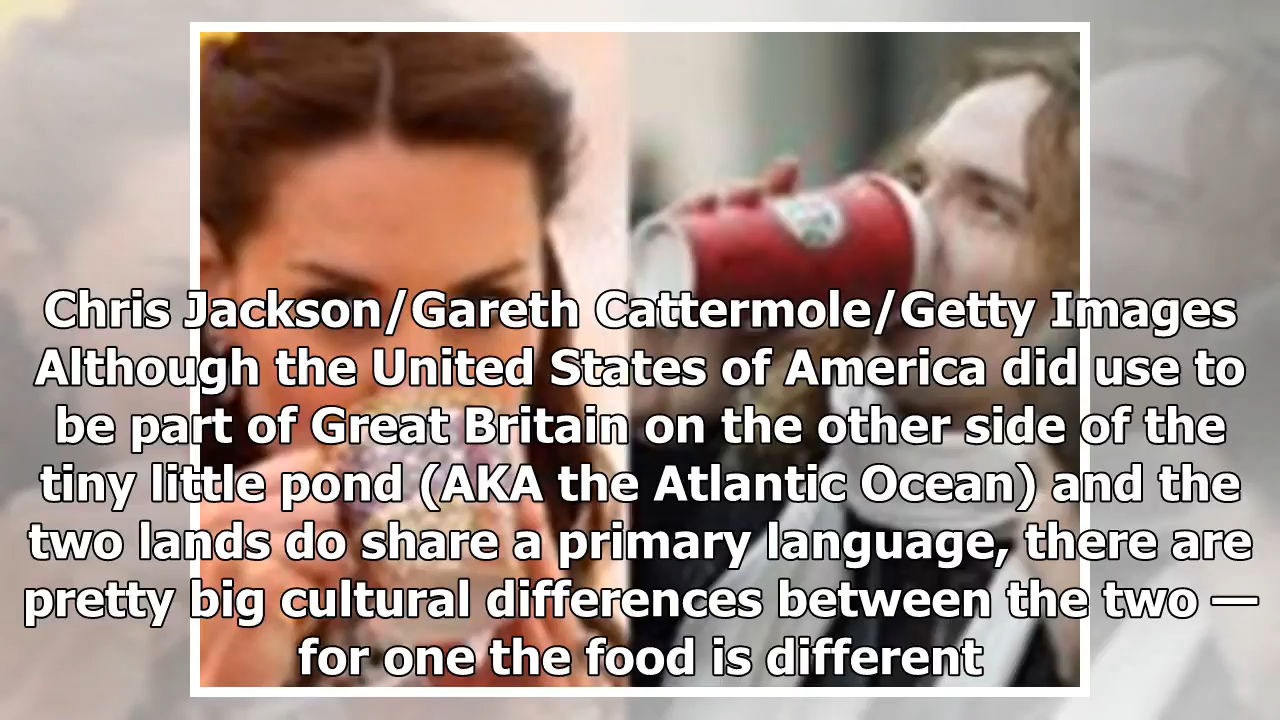 Chris Jackson/Gareth Cattermole/Getty Images
Although the United States of America did use to
be part of Great Britain on the other side of the
tiny little pond (AKA the Atlantic Ocean) and the
two lands do share a primary language, there are
pretty big cultural differences between the two —
for one the food is different